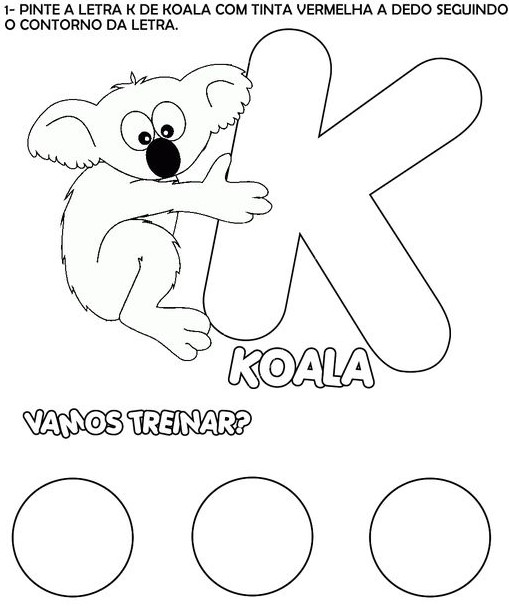 1- PINTE A LETRA K DE KOALA COM TINTA VERMELHA A DEDO SEGUINDO
O CONTORNO DA LETRA.
K
KOALA
VAMOS TREINAR?